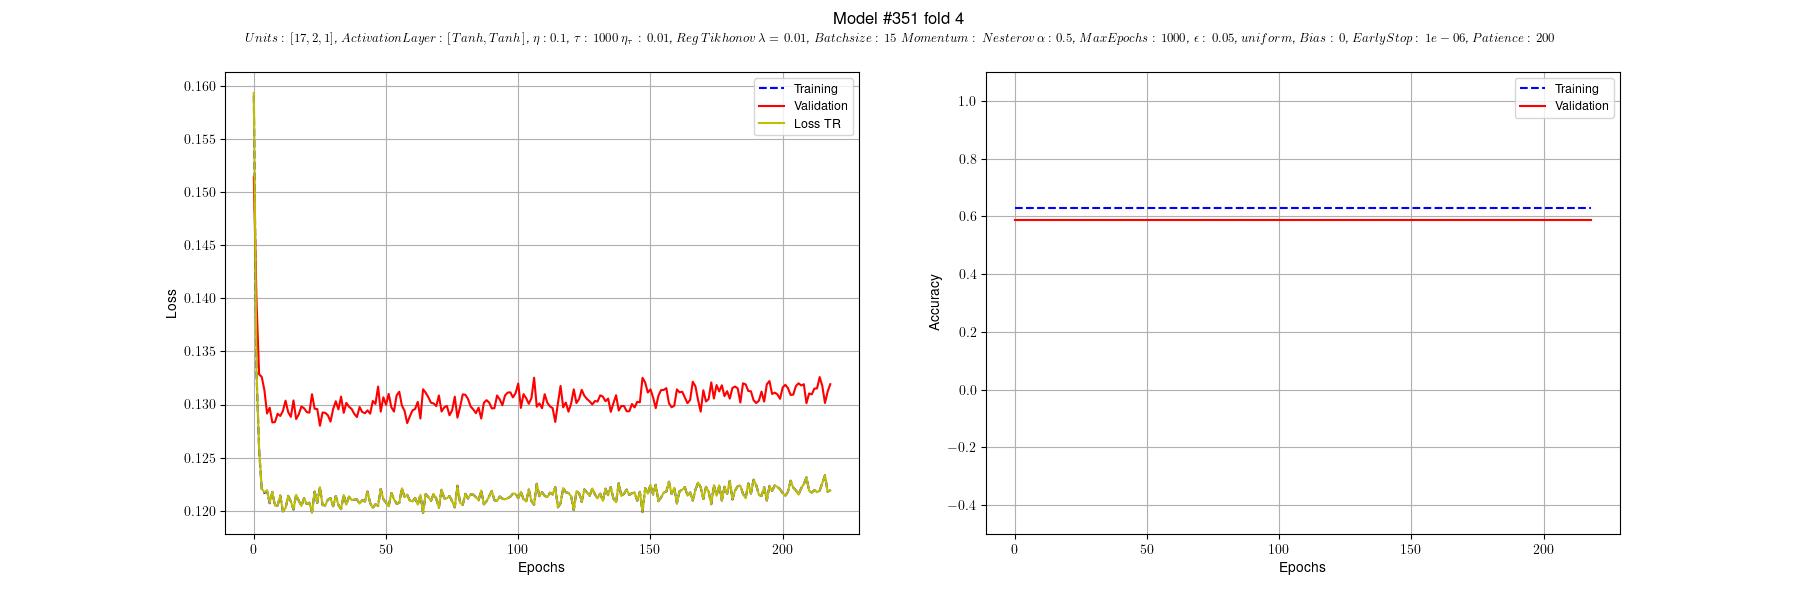 Model #351 fold 4
Units : [17, 2, 1], ActivationLayer : [Tanh, Tanh], η : 0.1, τ : 1000 ητ : 0.01, Reg Tikhonov λ = 0.01, Batchsize : 15 Momentum : Nesterov α : 0.5, MaxEpochs : 1000, ϵ : 0.05, uniform, Bias : 0, EarlyStop : 1e − 06, Patience : 200
Training
Validation
Loss TR
0.160
0.155
0.150
0.145
0.140
0.135
0.130
0.125
0.120
Loss
0
50
100
150
200
Epochs
Training
Validation
1.0
0.8
0.6
0.4
0.2
0.0
−0.2
−0.4
Accuracy
0
50
100
150
200
Epochs